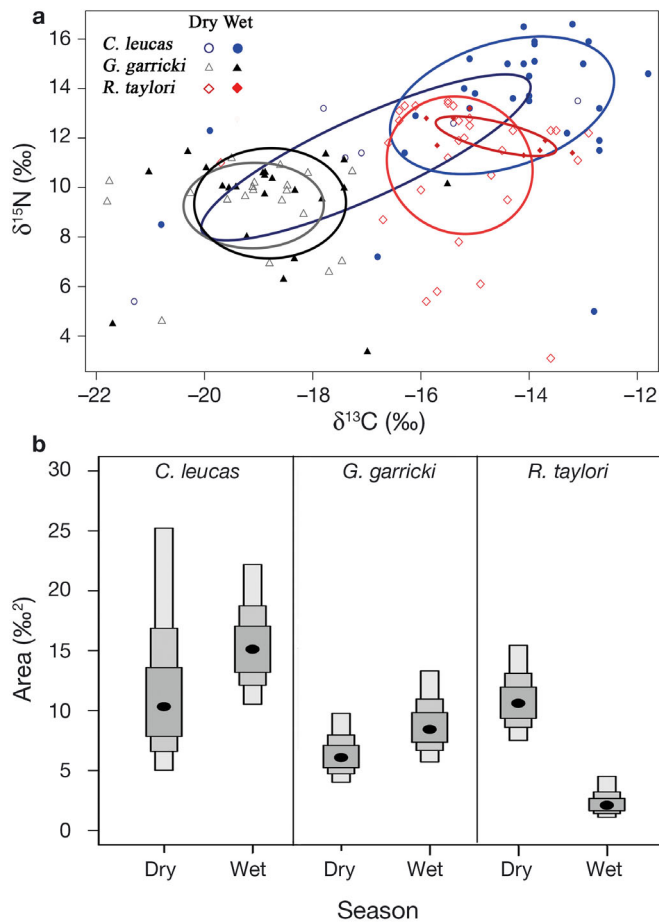 a
Dry Wet
C. leucas
G. garricki
R. taylori
16
14
12
10
8
6
4
δ15N (‰)
−22 −20 −18 −16 −14 −12
δ13C (‰)
b
C. leucas G. garricki R. taylori
30
25
20
15
10
5
0
Area (‰²)
Dry Wet Dry Wet Dry Wet
Season